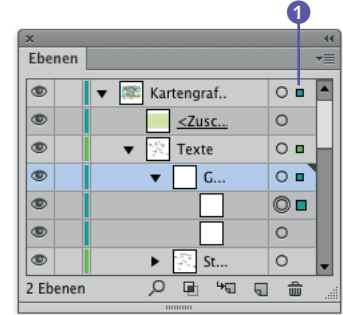 1
Ebenen
Kartengraf..
<Zusc...
Texte
G...
St...
2 Ebenen